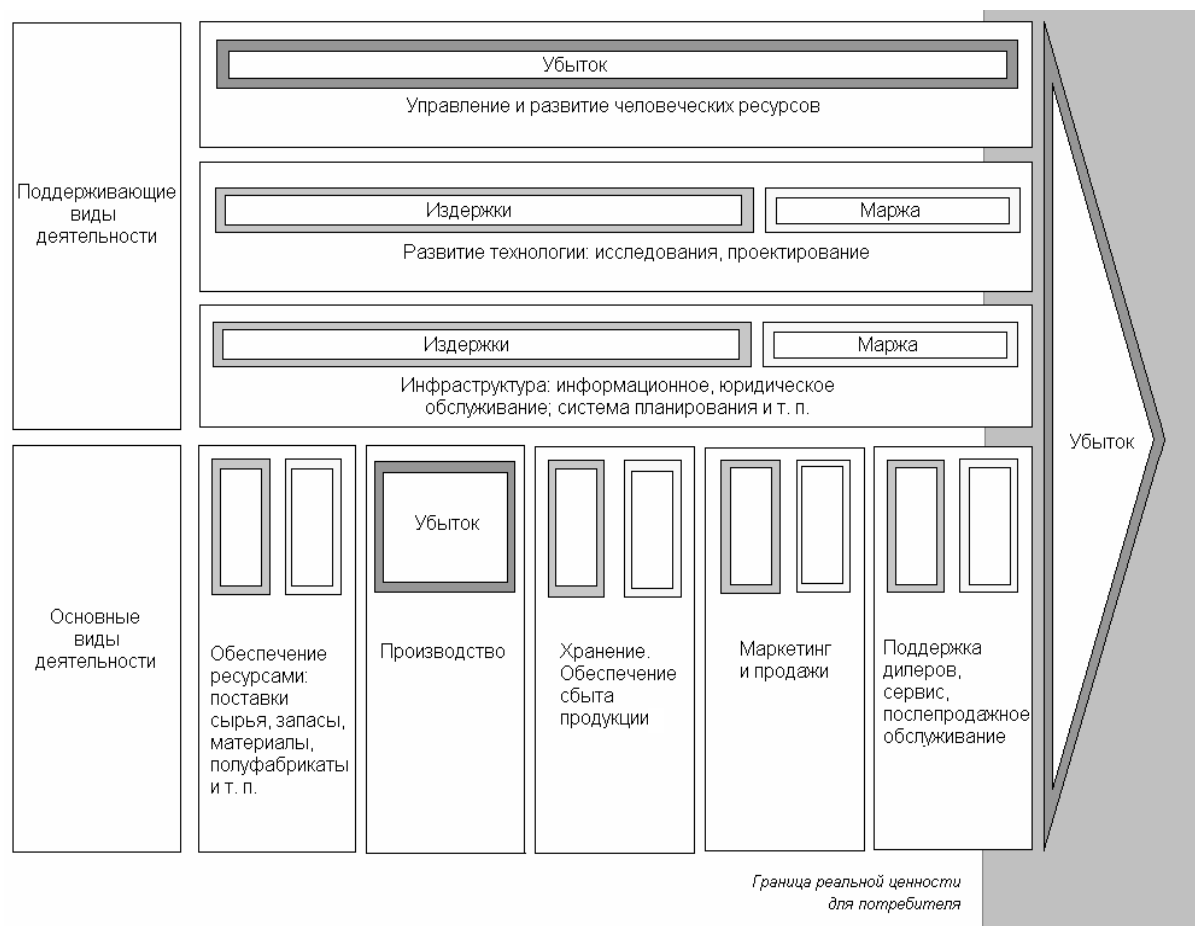 Поддерживающие
виды
деятельности
Убыток
Управление и развитие человеческих ресурсов
Издержки
Маржа
Развитие технологии: исследования, проектирование
Издержки
Маржа
Инфраструктура: информационное, юридическое
обслуживание; система планирования и т. п.
Убыток
Основные
виды
деятельности
Обеспечение
ресурсами:
поставки
сырья, запасы,
материалы,
полуфабрикаты
и т. п.
Убыток
Производство
Хранение.
Обеспечение
сбыта
продукции
Маркетинг
и продажи
Поддержка
дилеров,
сервис,
послепродажное
обслуживание
Граница реальной ценности
для потребителя